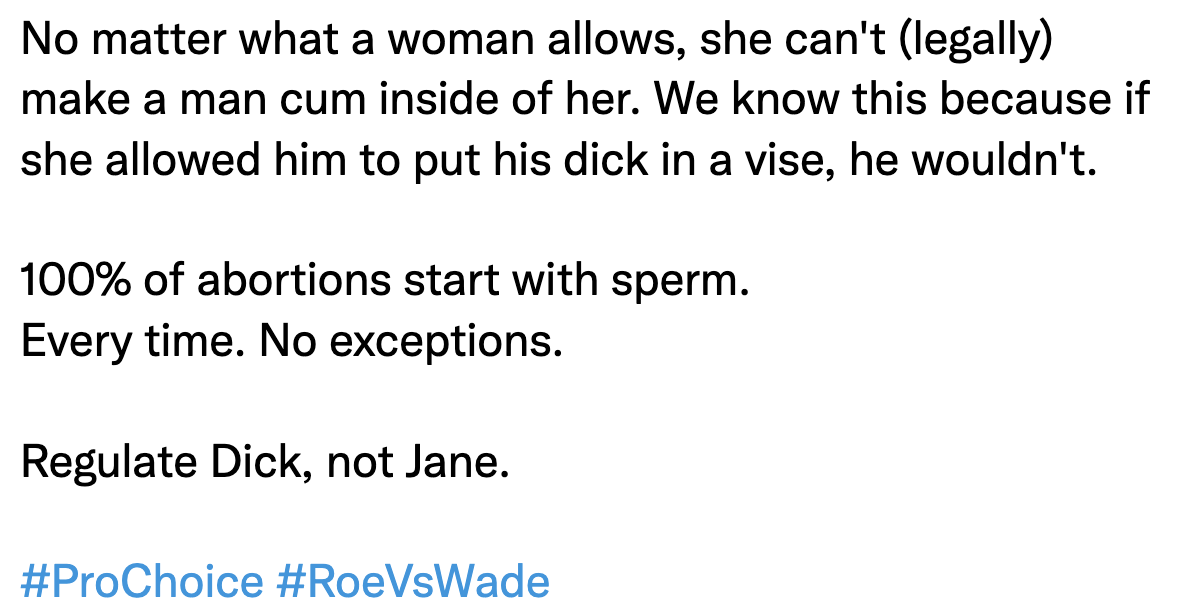 No matter what a woman allows, she can't (legally)
make a man cum inside of her. We know this because if
she allowed him to put his dick in a vise, he wouldn't.
100% of abortions start with sperm.
Every time. No exceptions.
Regulate Dick, not Jane.
#ProChoice #RoeVsWade